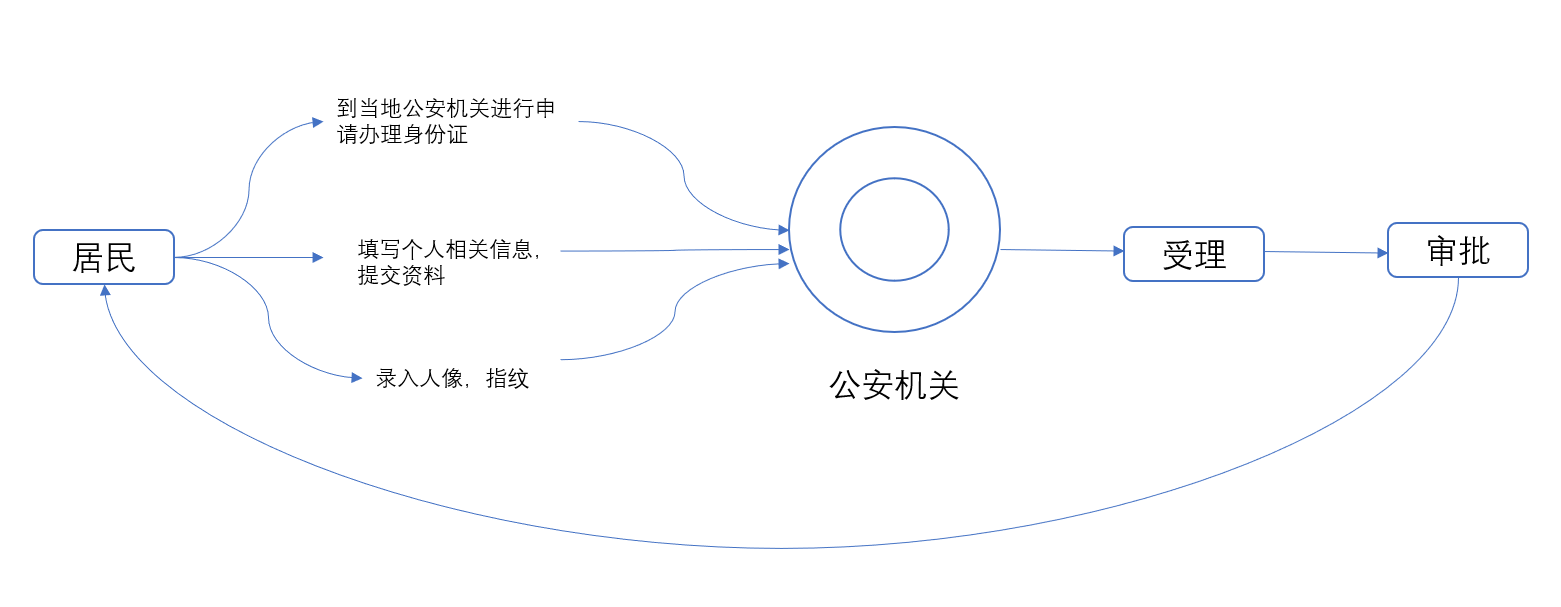 到当地公安机关进行申
请办理身份证
居民
填写个人相关信息，
提交资料
受理
审批
录入人像，指纹
公安机关